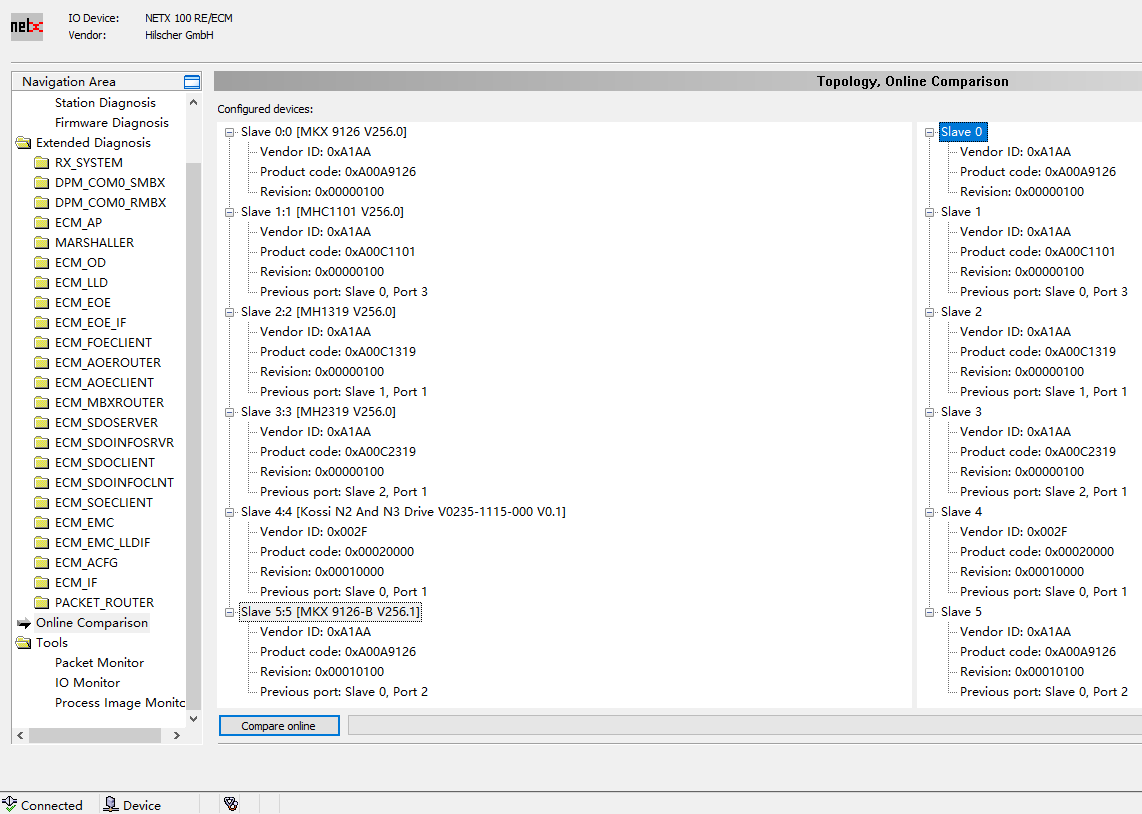 netx
IO Device: NETX 100 RE/ECM
Vendor: Hilscher GmbH
Navigation Area
Station Diagnosis
Firmware Diagnosis
Extended Diagnosis
RX_SYSTEM
DPM_COM0_SMBX
DPM_COM0_RMBX
ECM_AP
MARSHALLER
ECM_OD
ECM_LLD
ECM_EOE
ECM_EOE_IF
ECM_FOECLIENT
ECM_AOEROUTER
ECM_AOECLIENT
ECM_MBXROUTER
ECM_SDOSERVER
ECM_SDOINFOSRVR
ECM_SDOCLIENT
ECM_SDOINFOCLNT
ECM_SOECLIENT
ECM_EMC
ECM_EMC_LLDIF
ECM_ACFG
ECM_IF
PACKET_ROUTER
Online Comparison
Tools
Packet Monitor
IO Monitor
Process Image Monitc
Topology, Online Comparison
Configured devices:
Slave 0:0 [MKX 9126 V256.0]
Vendor ID: 0xA1AA
Product code: 0xA00A9126
Revision: 0x00000100
Slave 1:1 [MHC1101 V256.0]
Vendor ID: 0xA1AA
Product code: 0xA00C1101
Revision: 0x00000100
Previous port: Slave 0, Port 3
Slave 2:2 [MH1319 V256.0]
Vendor ID: 0xA1AA
Product code: 0xA00C1319
Revision: 0x00000100
Previous port: Slave 1, Port 1
Slave 3:3 [MH2319 V256.0]
Vendor ID: 0xA1AA
Product code: 0xA00C2319
Revision: 0x00000100
Previous port: Slave 2, Port 1
Slave 4:4 [Kossi N2 And N3 Drive V0235-1115-000 V0.1]
Vendor ID: 0x002F
Product code: 0x00020000
Revision: 0x00010000
Previous port: Slave 0, Port 1
Slave 5:5 [MKX 9126-B V256.1]
Vendor ID: 0xA1AA
Product code: 0xA00A9126
Revision: 0x00010100
Previous port: Slave 0, Port 2
Slave 0
Vendor ID: 0xA1AA
Product code: 0xA00A9126
Revision: 0x00000100
Slave 1
Vendor ID: 0xA1AA
Product code: 0xA00C1101
Revision: 0x00000100
Previous port: Slave 0, Port 3
Slave 2
Vendor ID: 0xA1AA
Product code: 0xA00C1319
Revision: 0x00000100
Previous port: Slave 1, Port 1
Slave 3
Vendor ID: 0xA1AA
Product code: 0xA00C2319
Revision: 0x00000100
Previous port: Slave 2, Port 1
Slave 4
Vendor ID: 0x002F
Product code: 0x00020000
Revision: 0x00010000
Previous port: Slave 0, Port 1
Slave 5
Vendor ID: 0xA1AA
Product code: 0xA00A9126
Revision: 0x00010100
Previous port: Slave 0, Port 2
Compare online
Connected
Device